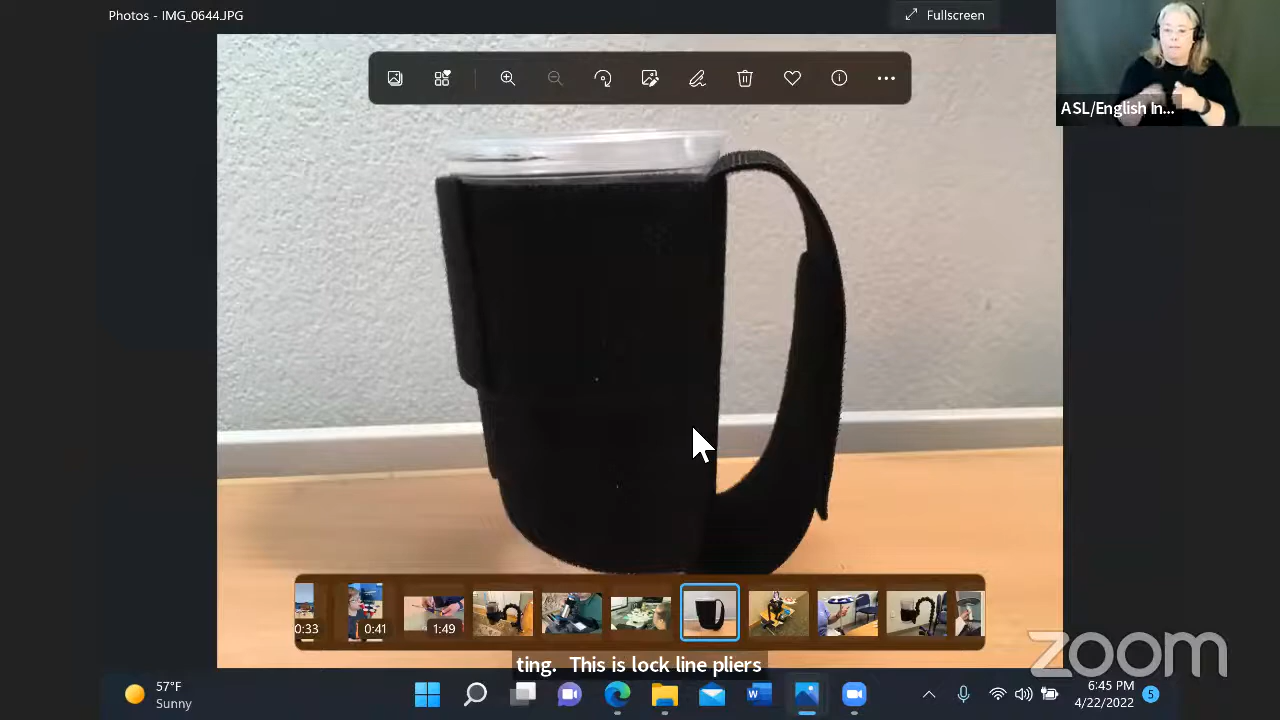 Photos - IMG_0644.JPG
Fullscreen
ASL/English In...
0:33
0:41
1:49
ting. This is lock line pliers
zoom
57°F
Sunny
W
6:45 PM
4/22/2022
5